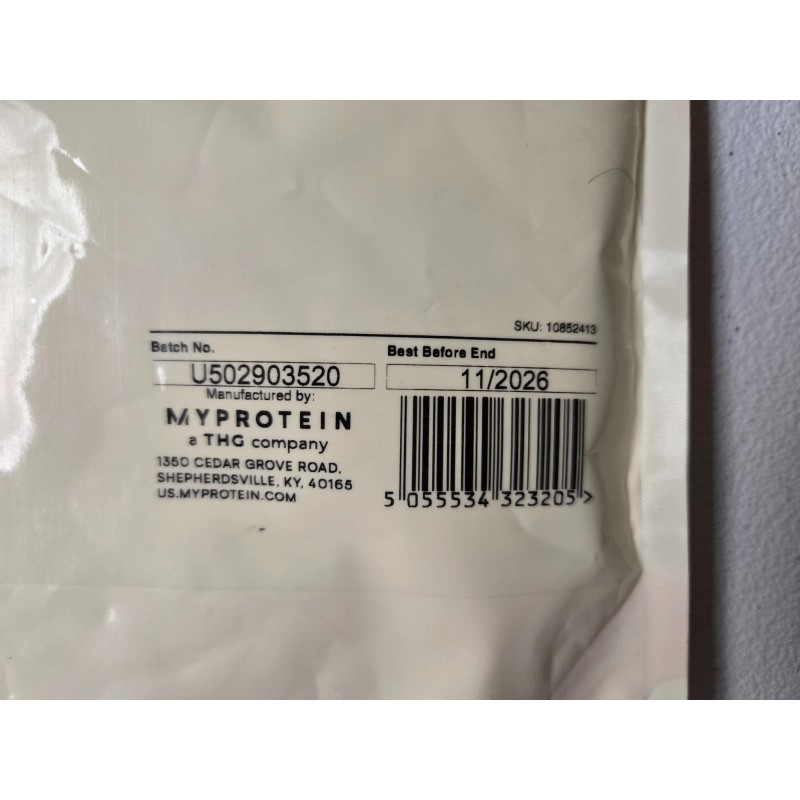 SKU: 10852413
Batch No.
Best Before End
U502903520
11/2026
Manufactured by:
MYPROTEIN
a THG company
1350 CEDAR GROVE ROAD,
SHEPHERDSVILLE, KY, 40165
US.MYPROTEIN.COM
5 055534 323205 >